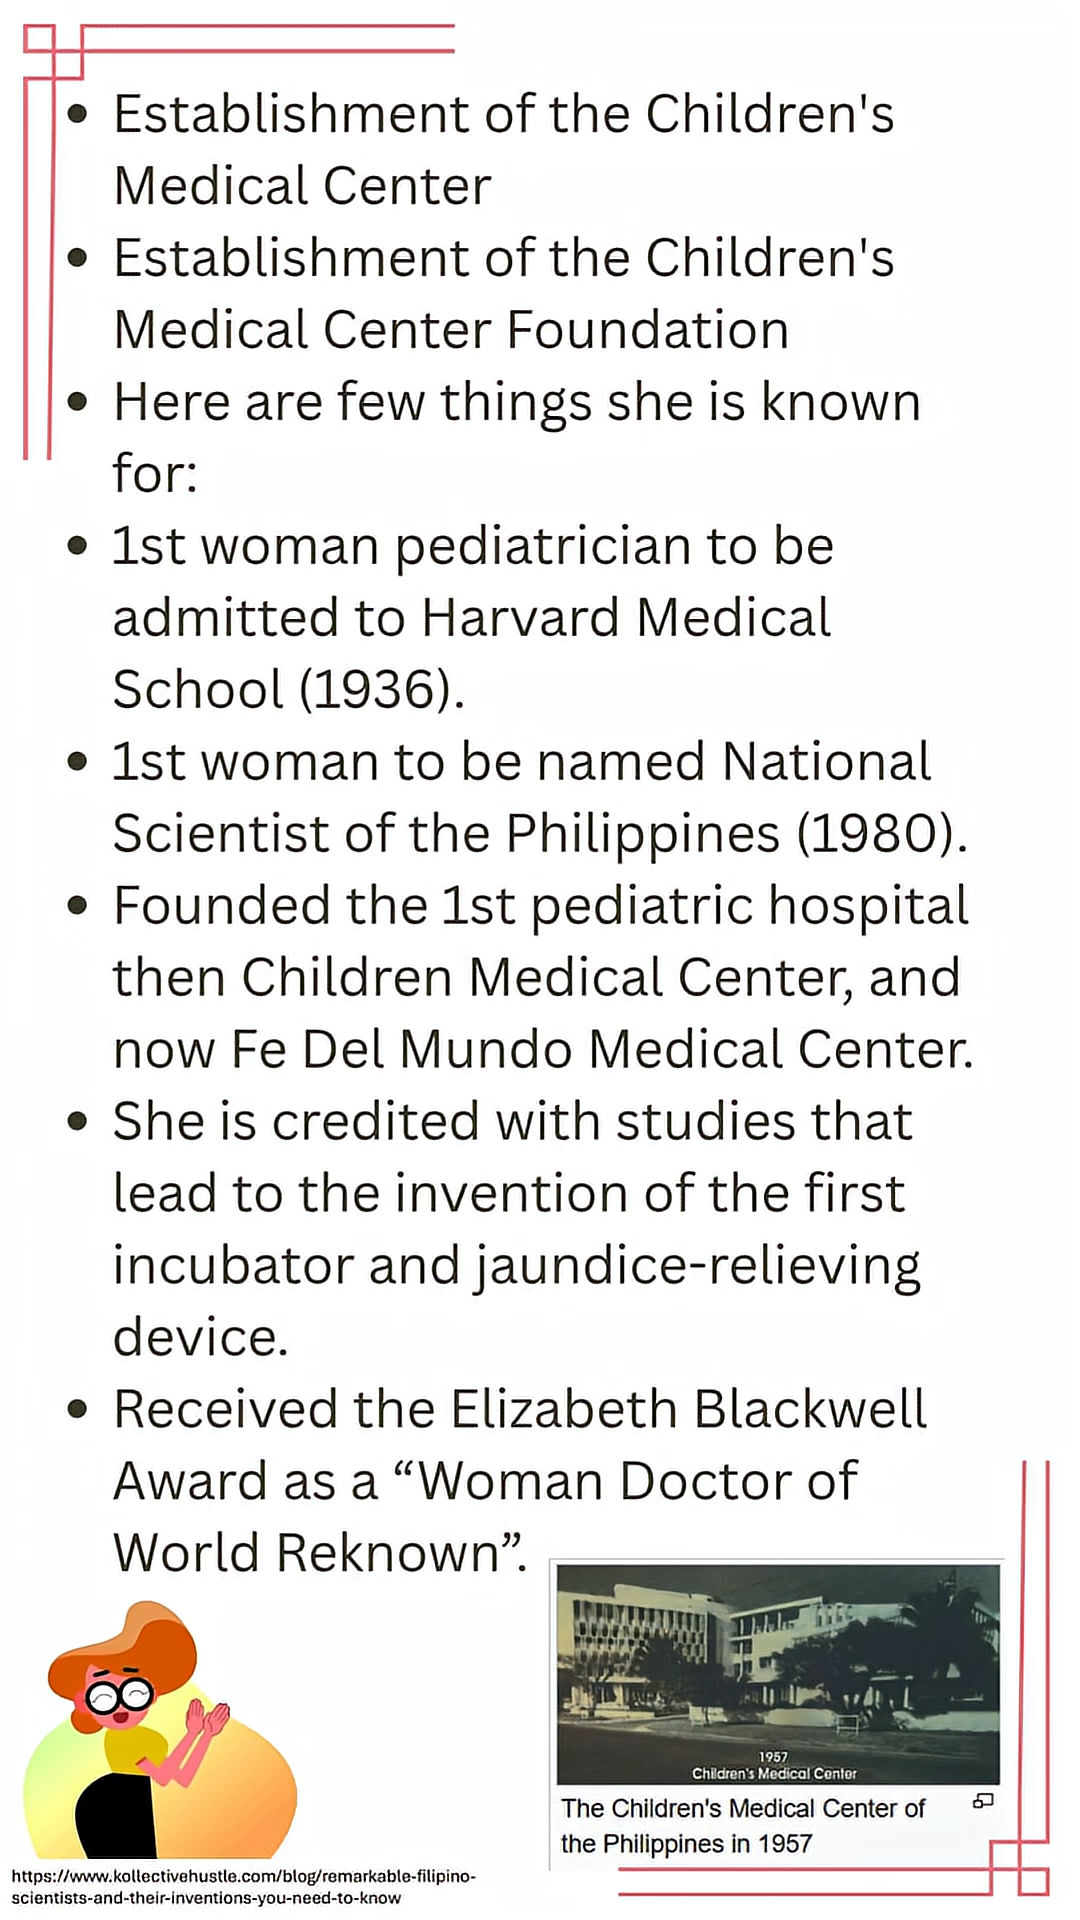 • Establishment of the Children's
Medical Center
• Establishment of the Children's
Medical Center Foundation
• Here are few things she is known
for:
• 1st woman pediatrician to be
admitted to Harvard Medical
School (1936).
• 1st woman to be named National
Scientist of the Philippines (1980).
• Founded the 1st pediatric hospital
then Children Medical Center, and
now Fe Del Mundo Medical Center.
• She is credited with studies that
lead to the invention of the first
incubator and jaundice-relieving
device.
• Received the Elizabeth Blackwell
Award as a “Woman Doctor of
World Reknown”.
1957
Children's Medical Center
The Children's Medical Center of
the Philippines in 1957
https://www.kollectivehustle.com/blog/remarkable-filipino-
scientists-and-their-inventions-you-need-to-know